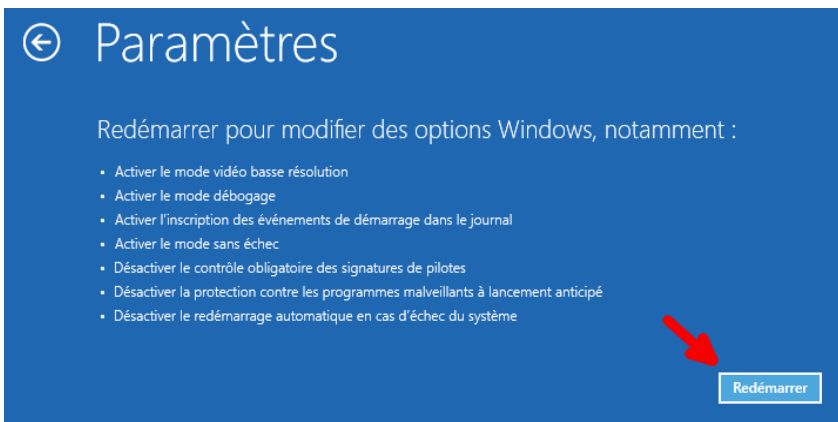 Paramètres
Redémarrer pour modifier des options Windows, notamment :
• Activer le mode vidéo basse résolution
• Activer le mode débogage
• Activer l’inscription des événements de démarrage dans le journal
• Activer le mode sans échec
• Désactiver le contrôle obligatoire des signatures de pilotes
• Désactiver la protection contre les programmes malveillants à lancement anticipé
• Désactiver le redémarrage automatique en cas d’échec du système
Redémarrer